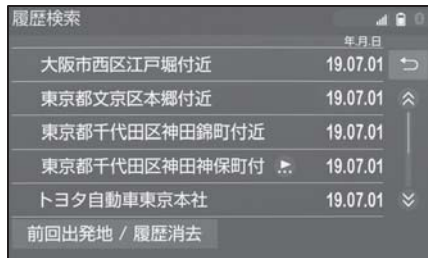 履歴検索
年月日
大阪市西区江戸堀付近 19.07.01
東京都文京区本郷付近 19.07.01
東京都千代田区神田錦町付近 19.07.01
東京都千代田区神田神保町付 19.07.01
トヨタ自動車東京本社 19.07.01
前回出発地 / 履歴消去